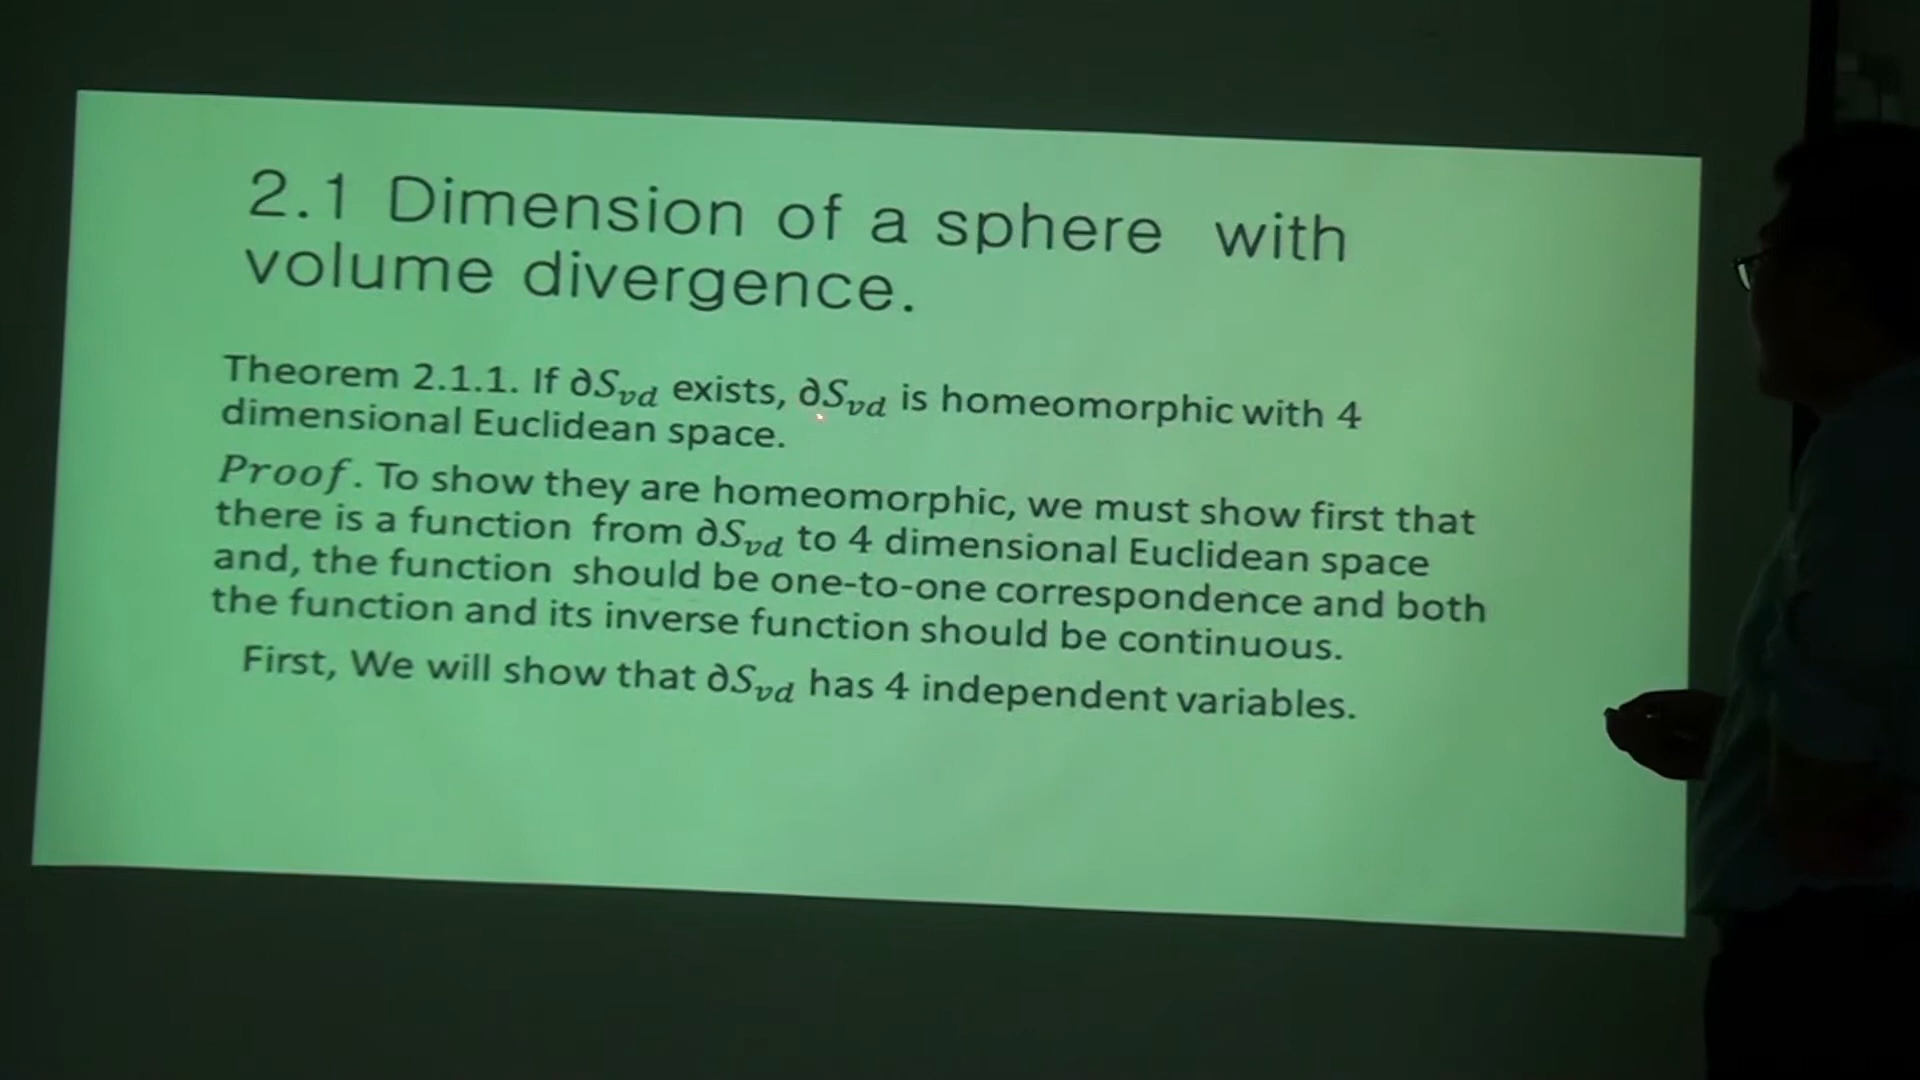 2.1 Dimension of a sphere with
volume divergence.
Theorem 2.1.1. If ∂S_vd exists, ∂S_vd is homeomorphic with 4
dimensional Euclidean space.
Proof. To show they are homeomorphic, we must show first that
there is a function from ∂S_vd to 4 dimensional Euclidean space
and, the function should be one-to-one correspondence and both
the function and its inverse function should be continuous.
First, We will show that ∂S_vd has 4 independent variables.